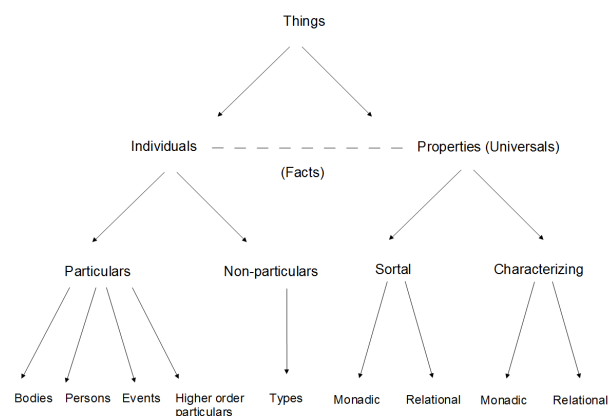 Things
Individuals
Properties (Universals)
(Facts)
Particulars
Non-particulars
Sortal
Characterizing
Bodies
Persons
Events
Higher order
particulars
Types
Monadic
Relational
Monadic
Relational